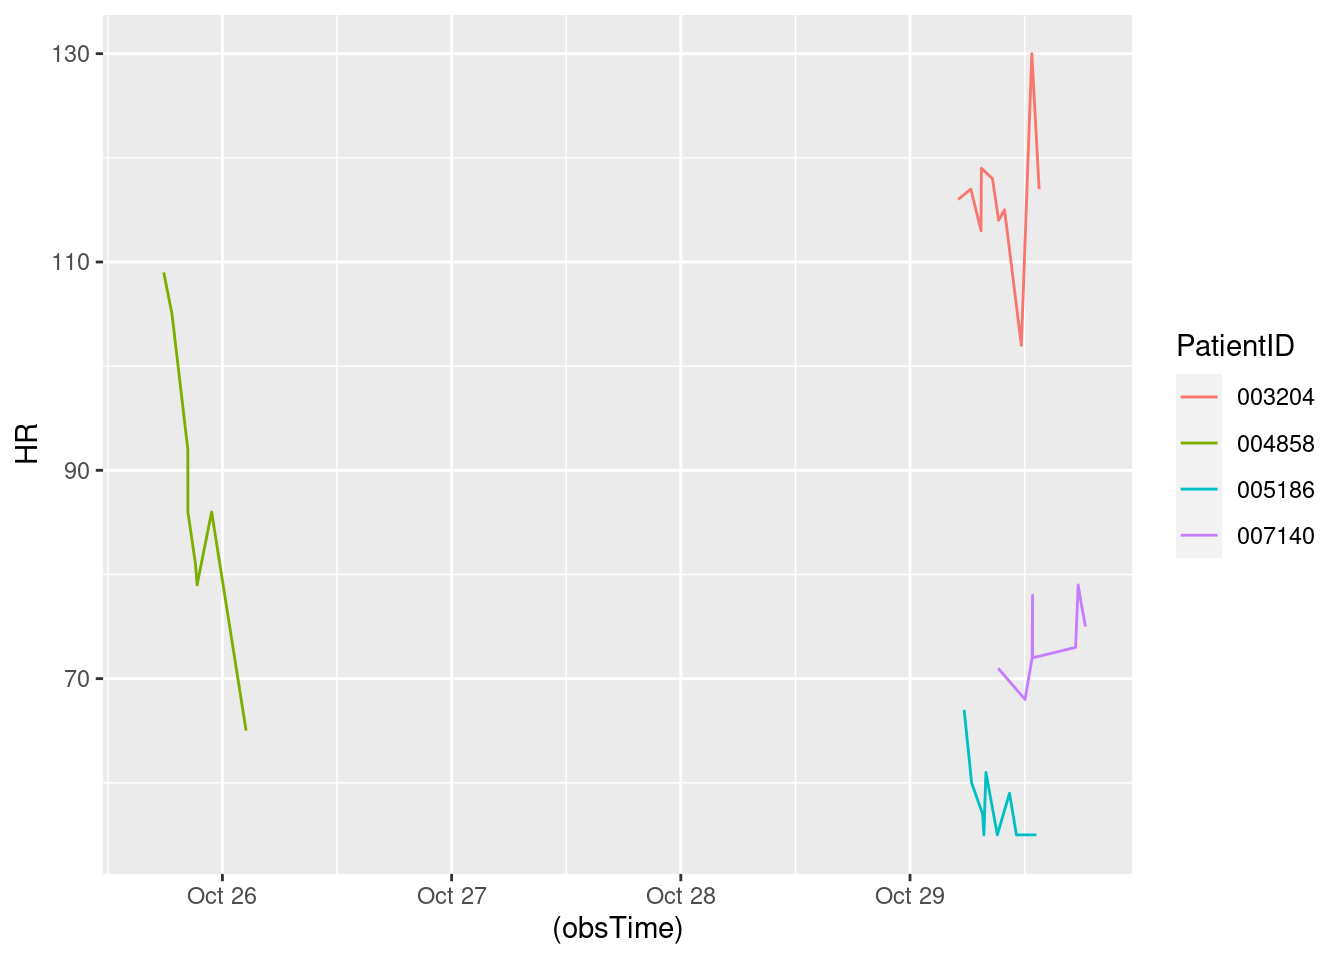 130
110
90
70
HR
Oct 26
Oct 27
Oct 28
Oct 29
(obsTime)
PatientID
003204
004858
005186
007140